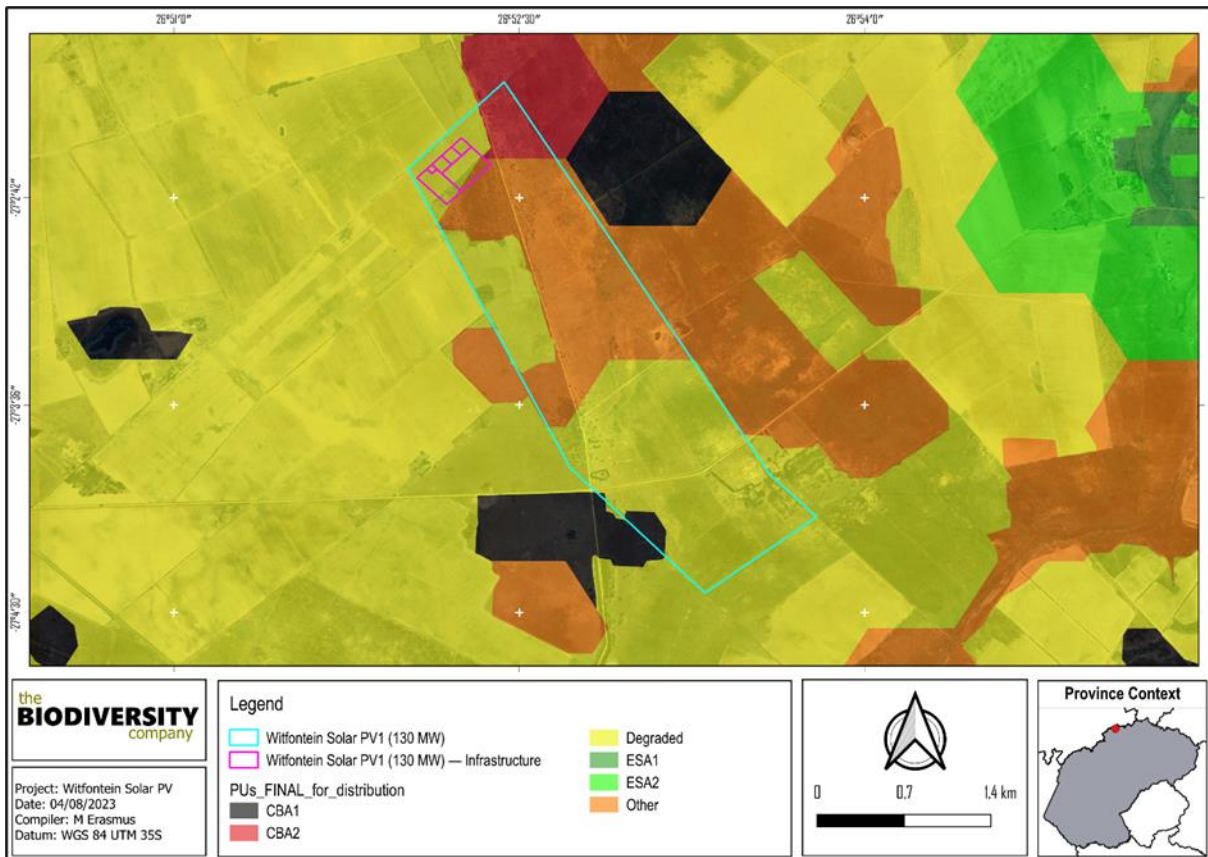 26°51'0" 26°52'30" 26°54'0"
-27°2'42"
-27°3'36"
-27°4'30"
the
BIODIVERSITY
company
Project: Witfontein Solar PV
Date: 04/08/2023
Compiler: M Erasmus
Datum: WGS 84 UTM 35S
Legend
Witfontein Solar PV1 (130 MW)
Witfontein Solar PV1 (130 MW) — Infrastructure
PUs_FINAL_for_distribution
CBA1
CBA2
Degraded
ESA1
ESA2
Other
0 0,7 1,4 km
Province Context